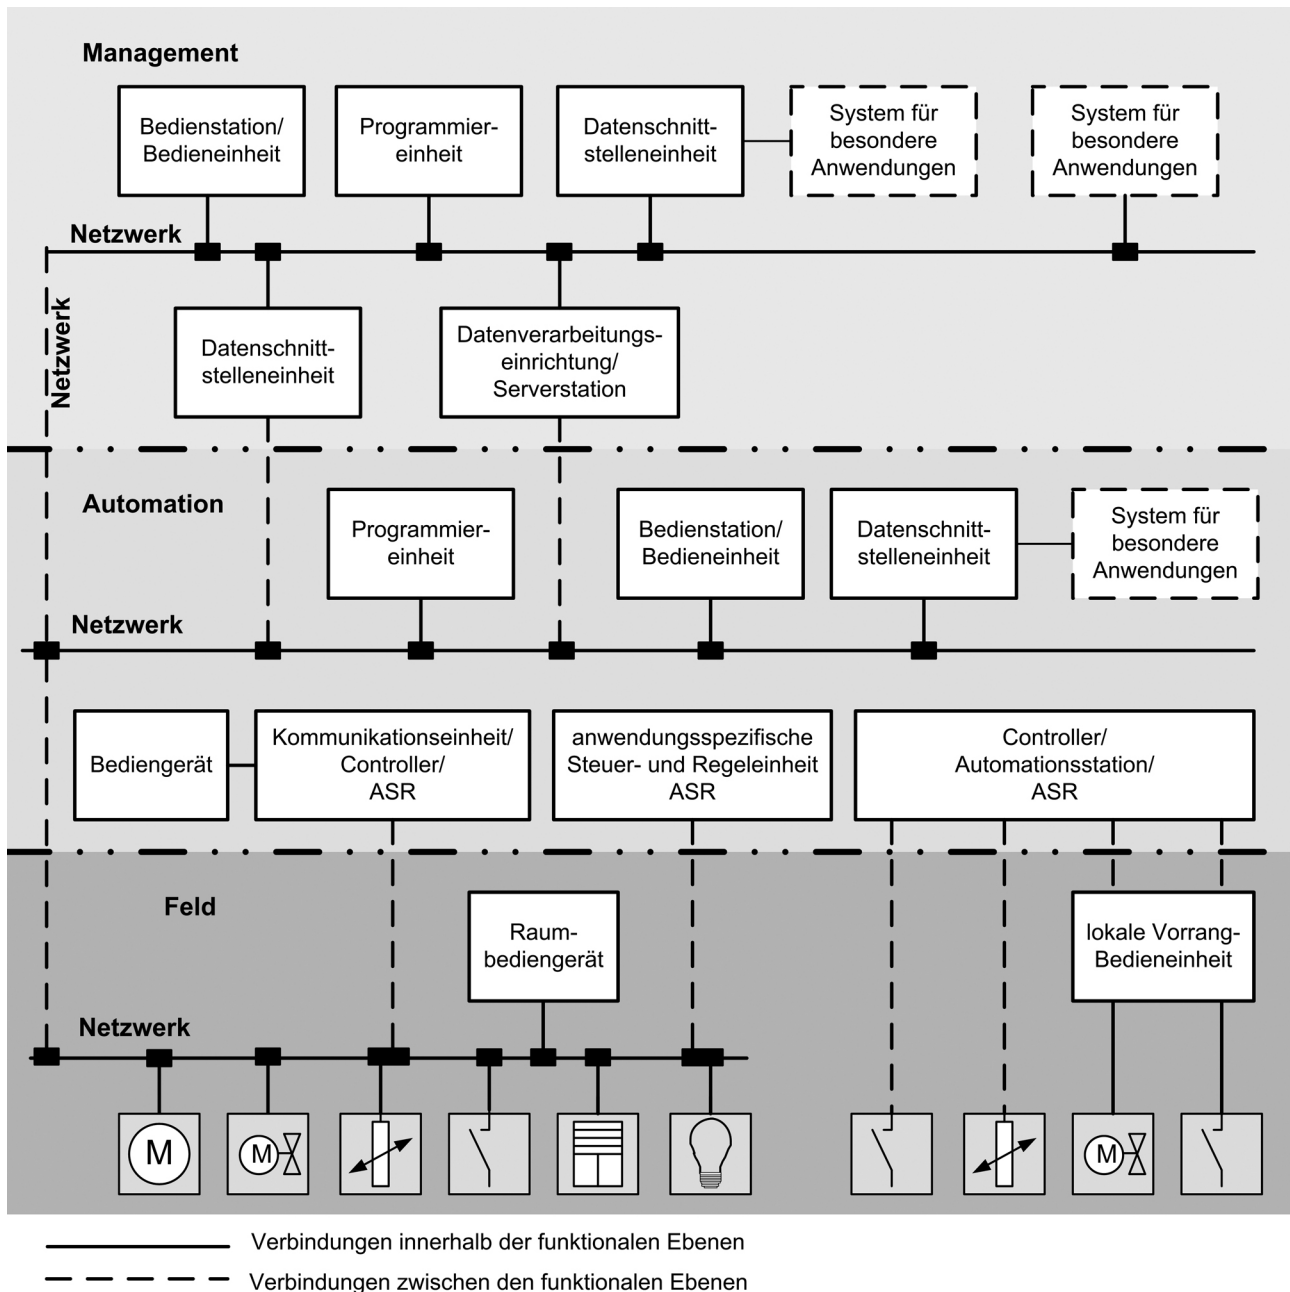 Management
Bedienstation/
Bedieneinheit
Programmier-
einheit
Datenschnitt-
stelleneinheit
System für
besondere
Anwendungen
System für
besondere
Anwendungen
Netzwerk
Netzwerk
Datenschnitt-
stelleneinheit
Datenverarbeitungs-
einrichtung/
Serverstation
Automation
Programmier-
einheit
Bedienstation/
Bedieneinheit
Datenschnitt-
stelleneinheit
System für
besondere
Anwendungen
Netzwerk
Bediengerät
Kommunikationseinheit/
Controller/
ASR
anwendungsspezifische
Steuer- und Regeleinheit
ASR
Controller/
Automationsstation/
ASR
Feld
Raum-
bediengerät
lokale Vorrang-
Bedieneinheit
Netzwerk
M
M
M
Verbindungen innerhalb der funktionalen Ebenen
Verbindungen zwischen den funktionalen Ebenen